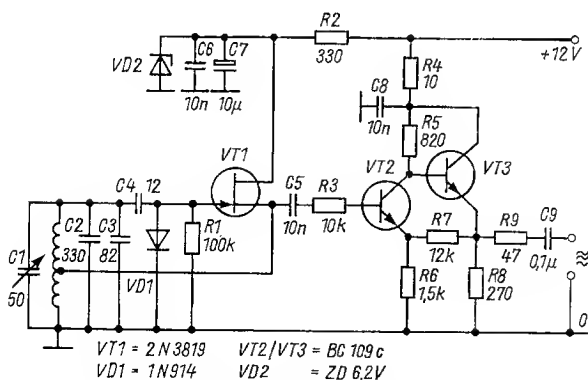 R2
330
+12V
C6
C7
VD2
10n
10µ
R4
10
C8
10n
R5
820
VT1
VT2
VT3
C4
12
C5
10n
R3
10k
R7
12k
R9
47
C9
0,1µ
C1
50
C2
330
C3
82
R1
100k
VD1
R6
1,5k
R8
270
0
VT1 = 2N3819 VT2/VT3 = BC 109c
VD1 = 1N914 VD2 = ZD 6,2V